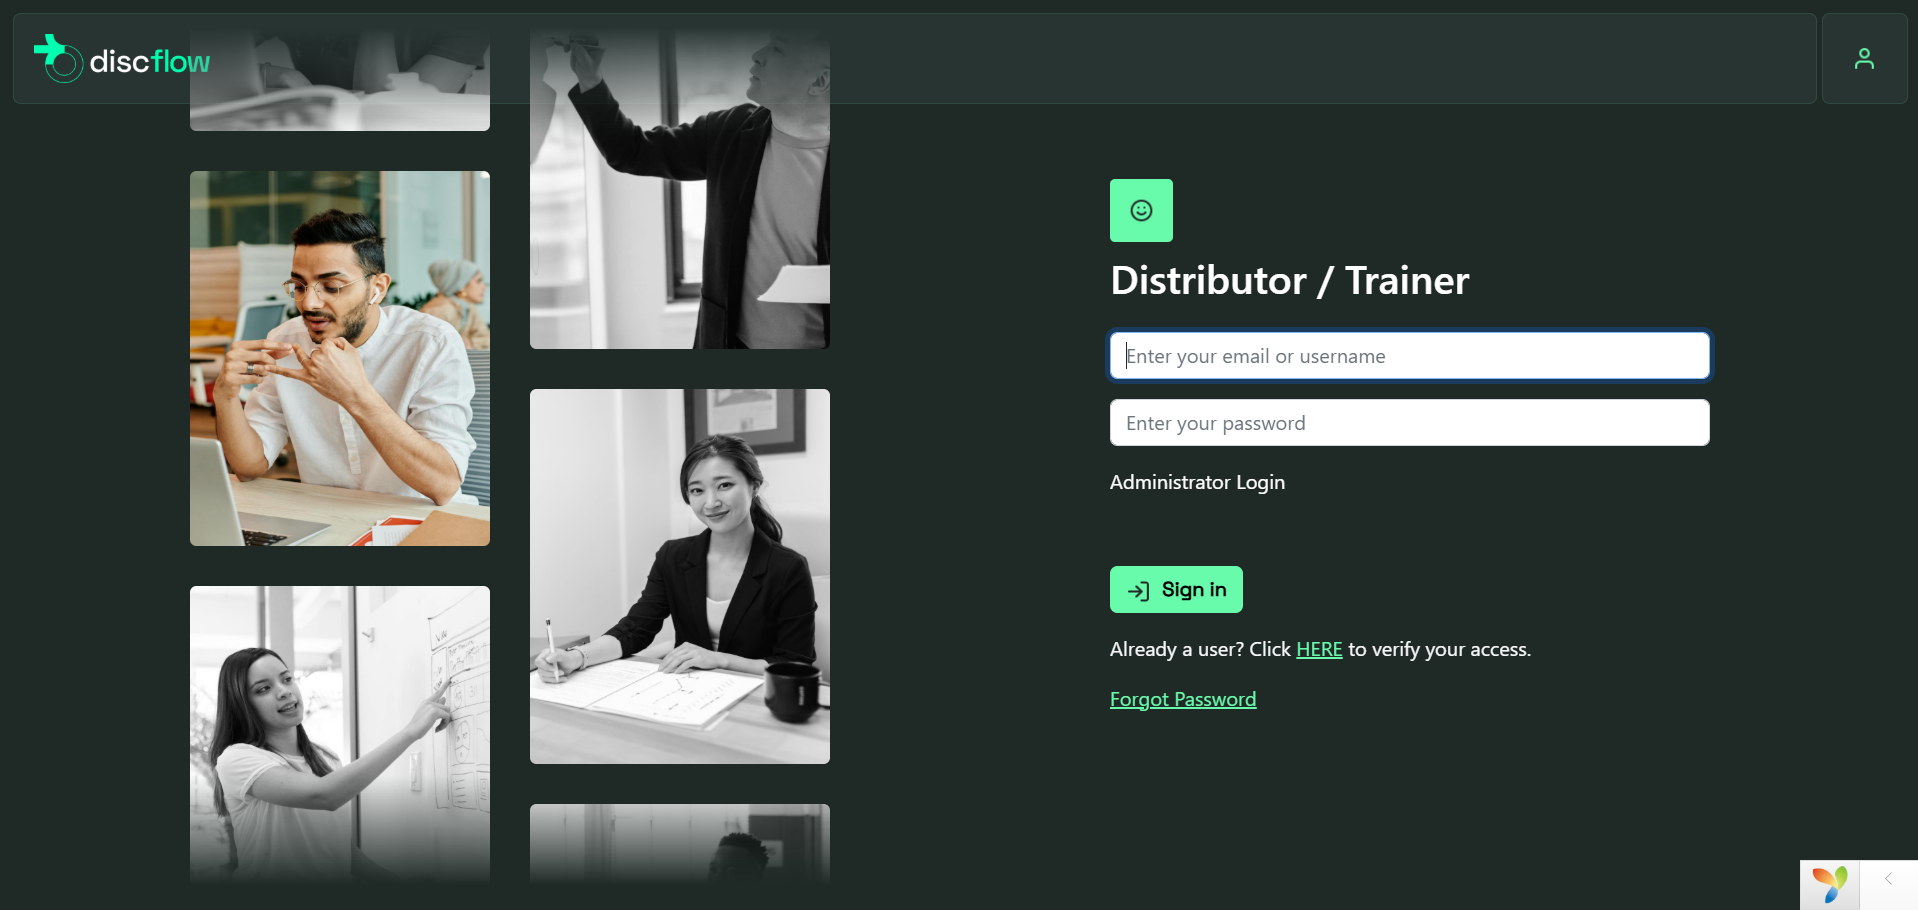 discflow
Distributor / Trainer
Enter your email or username
Enter your password
Administrator Login
Sign in
Already a user? Click HERE to verify your access.
Forgot Password